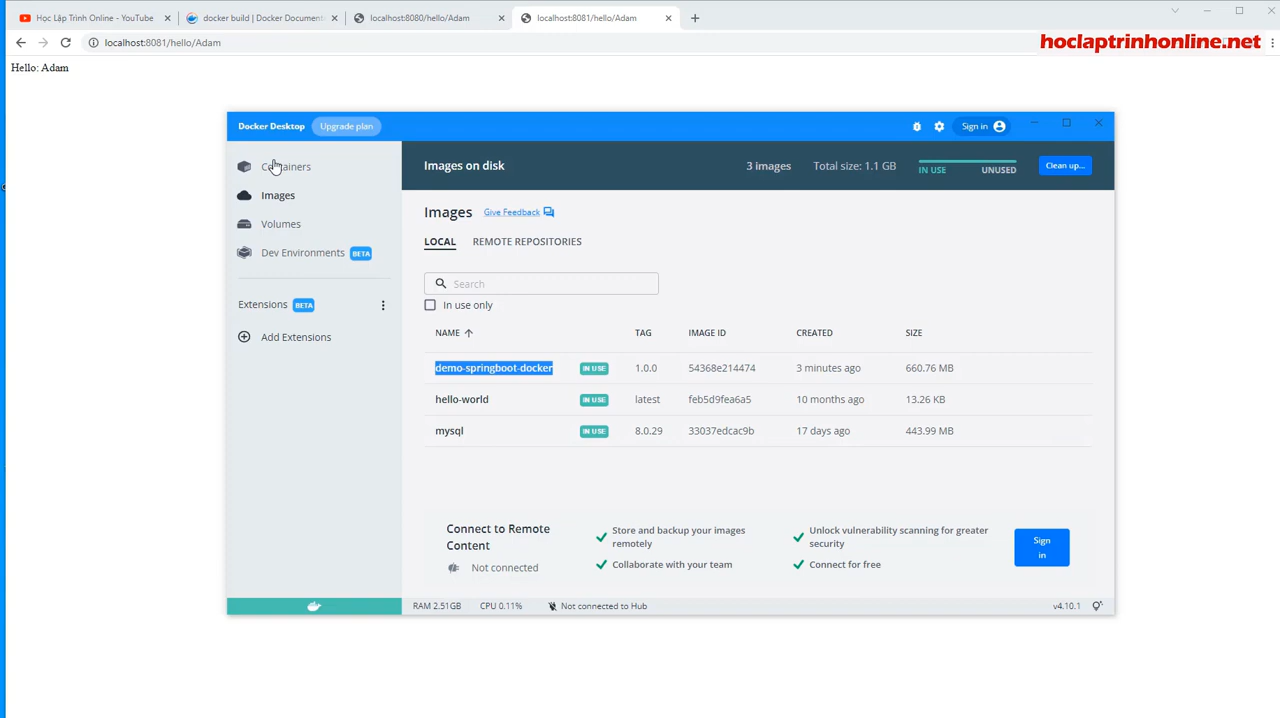 Học Lập Trình Online - YouTube
docker build | Docker Document
localhost:8080/hello/Adam
localhost:8081/hello/Adam
localhost:8081/hello/Adam
hoclaptrinhonline.net
Hello: Adam
Docker Desktop
Upgrade plan
Sign in
Containers
Images
Volumes
Dev Environments BETA
Extensions BETA
Add Extensions
Images on disk
3 images
Total size: 1.1 GB
IN USE
UNUSED
Clean up...
Images
Give Feedback
LOCAL
REMOTE REPOSITORIES
Search
In use only
NAME TAG IMAGE ID CREATED SIZE
demo-springboot-docker IN USE 1.0.0 54368e214474 3 minutes ago 660.76 MB
hello-world IN USE latest feb5d9fea6a5 10 months ago 13.26 KB
mysql IN USE 8.0.29 33037edcac9b 17 days ago 443.99 MB
Connect to Remote
Content
Not connected
Store and backup your images
remotely
Collaborate with your team
Unlock vulnerability scanning for greater
security
Connect for free
Sign
in
RAM 2.51GB
CPU 0.11%
Not connected to Hub
v4.10.1